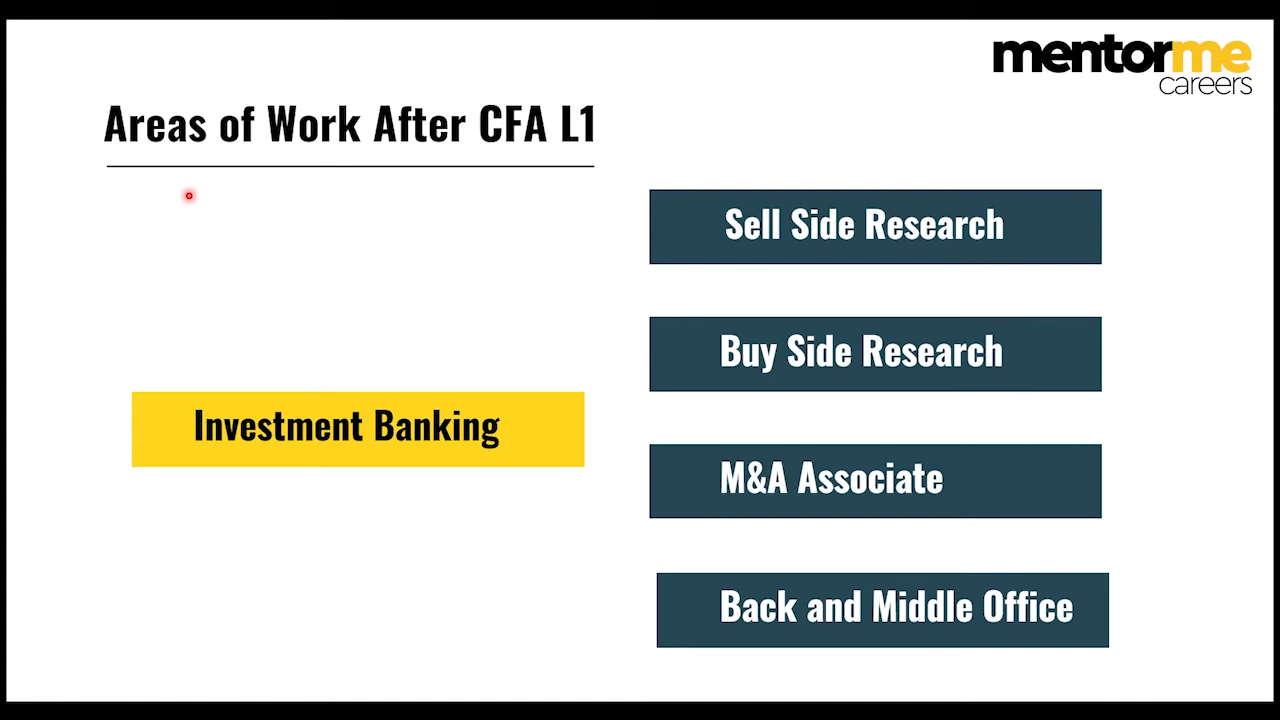 mentorme
careers
Areas of Work After CFA L1
Sell Side Research
Buy Side Research
Investment Banking
M&A Associate
Back and Middle Office